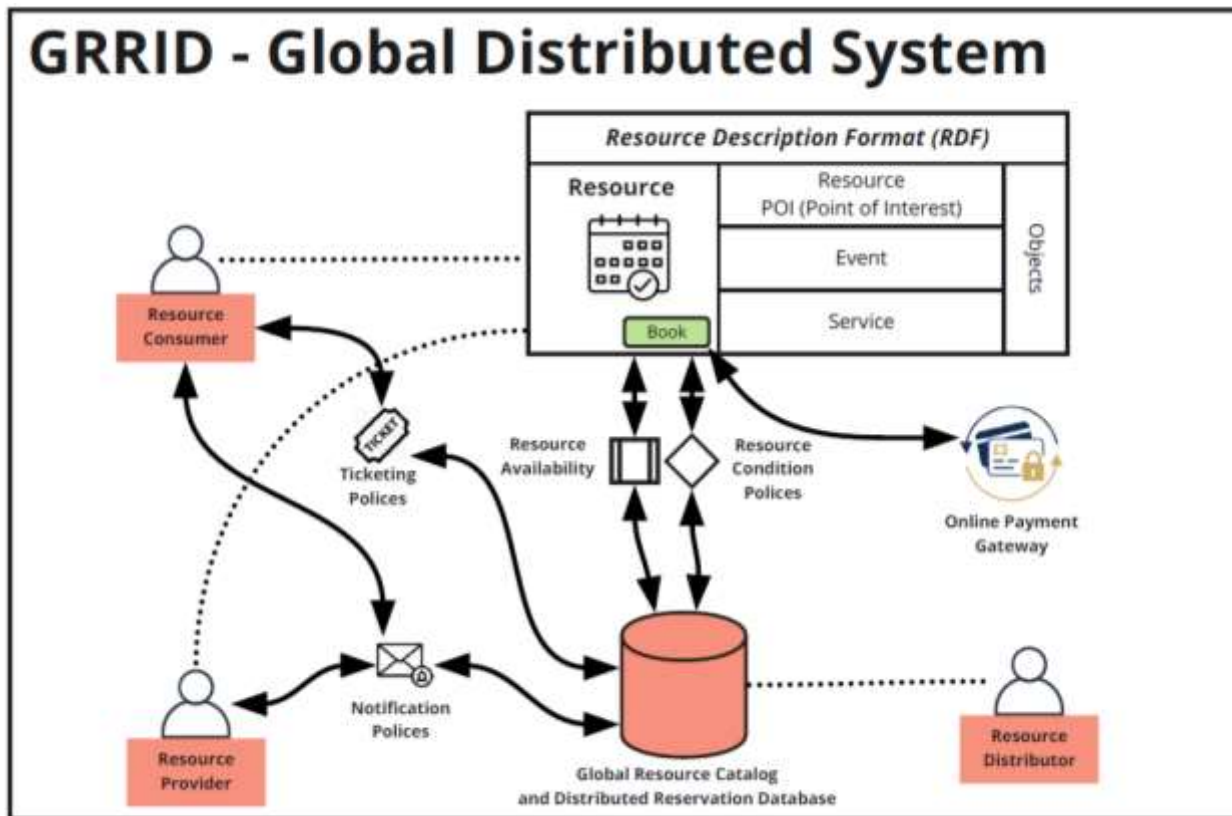 GRRID - Global Distributed System
Resource Description Format (RDF)
Resource
Resource
POI (Point of Interest)
Event
Service
Objects
Book
Resource
Consumer
TICKET
Ticketing
Polices
Resource
Availability
Resource
Condition
Polices
Online Payment
Gateway
Notification
Polices
Resource
Provider
Global Resource Catalog
and Distributed Reservation Database
Resource
Distributor